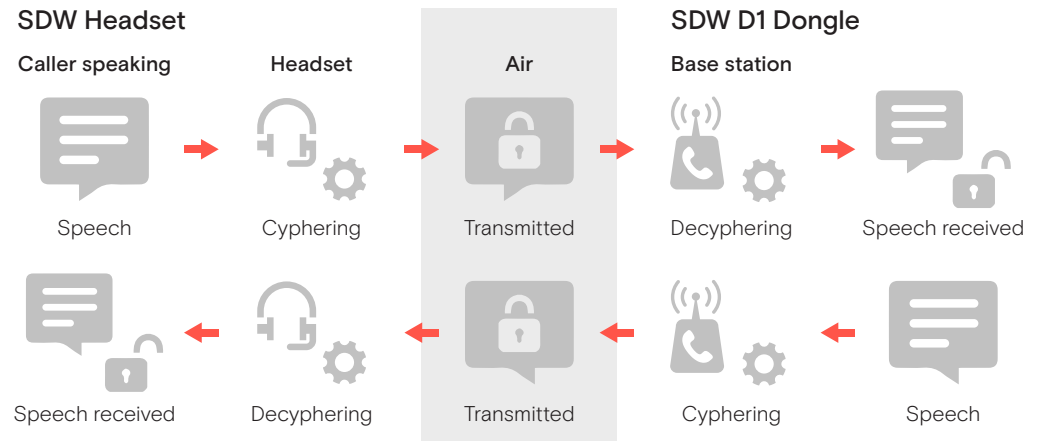 SDW Headset
SDW D1 Dongle
Caller speaking
Headset
Air
Base station
Speech
Cyphering
Transmitted
Decyphering
Speech received
Speech received
Decyphering
Transmitted
Cyphering
Speech